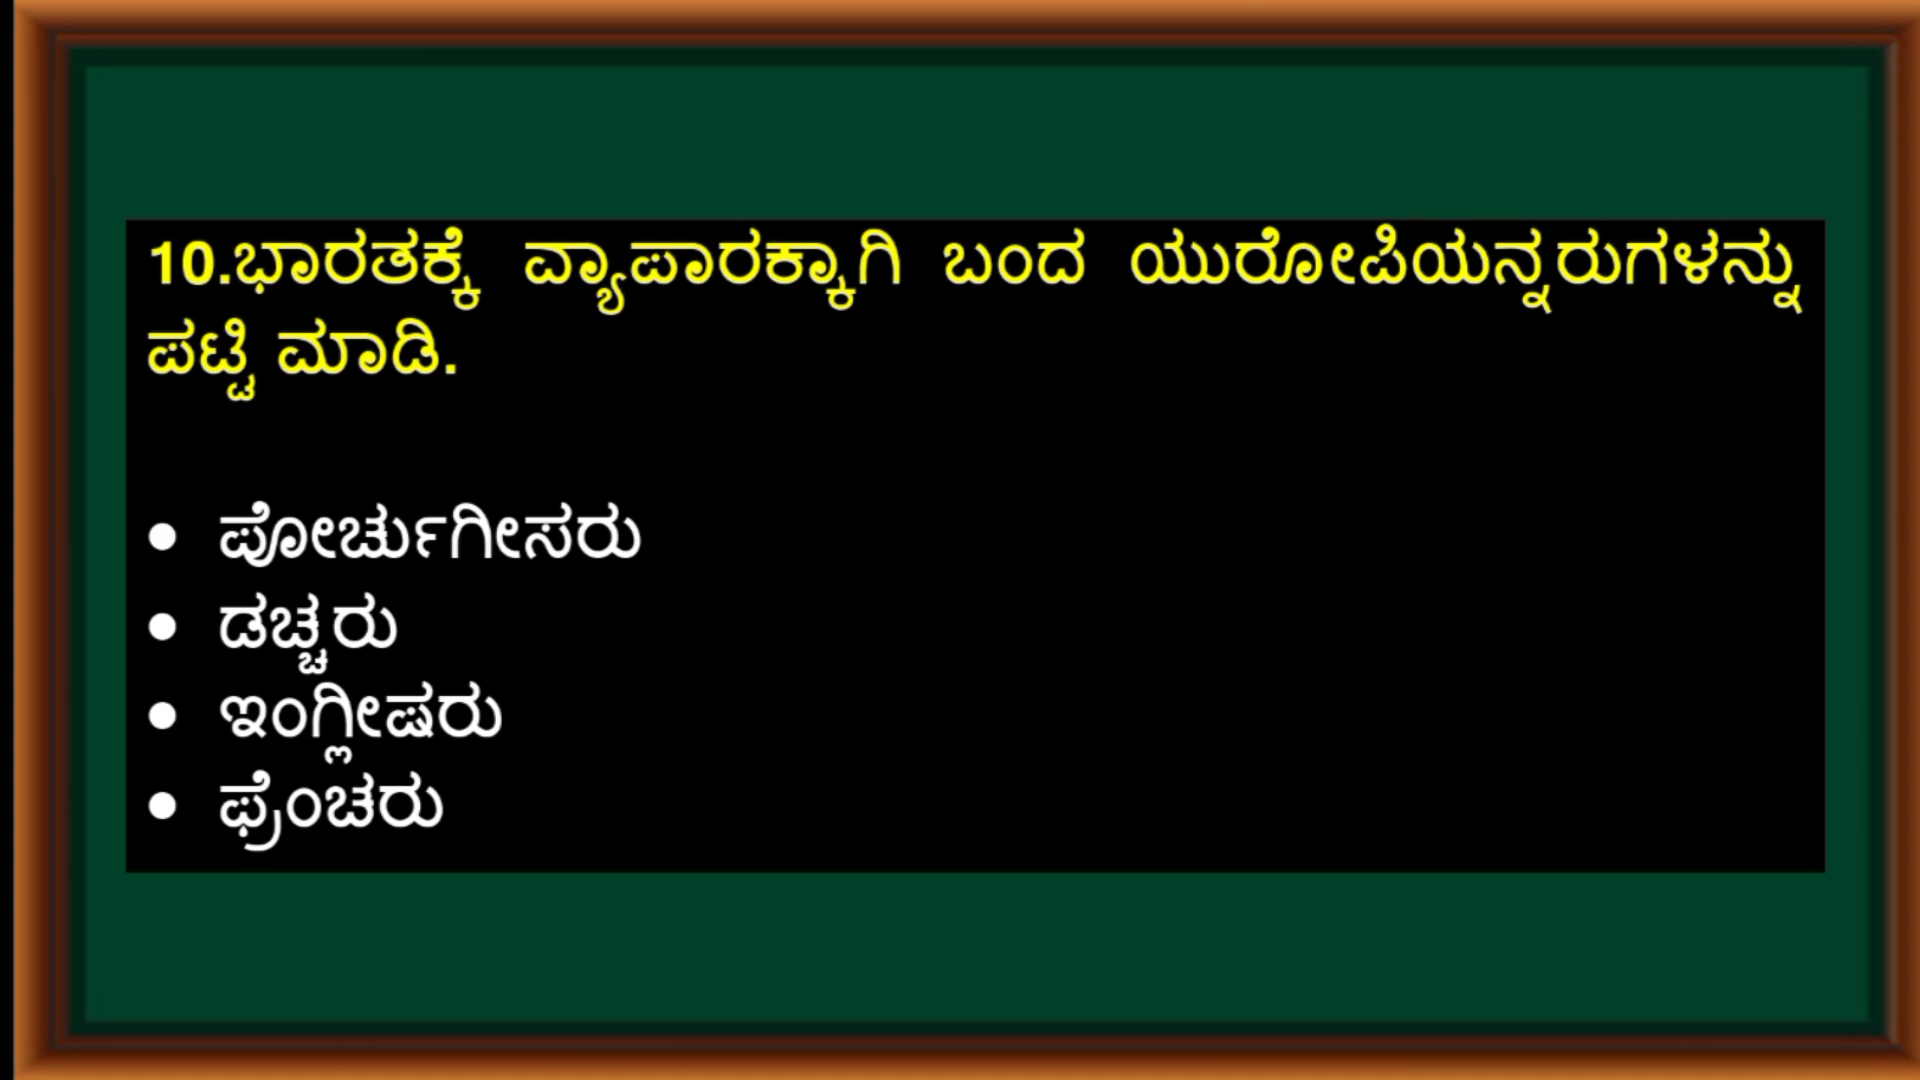 10.ಭಾರತಕ್ಕೆ ವ್ಯಾಪಾರಕ್ಕಾಗಿ ಬಂದ ಯುರೋಪಿಯನ್ನರುಗಳನ್ನು
ಪಟ್ಟಿ ಮಾಡಿ.
• ಪೋರ್ಚುಗೀಸರು
• ಡಚ್ಚರು
• ಇಂಗ್ಲೀಷರು
• ಫ್ರೆಂಚರು